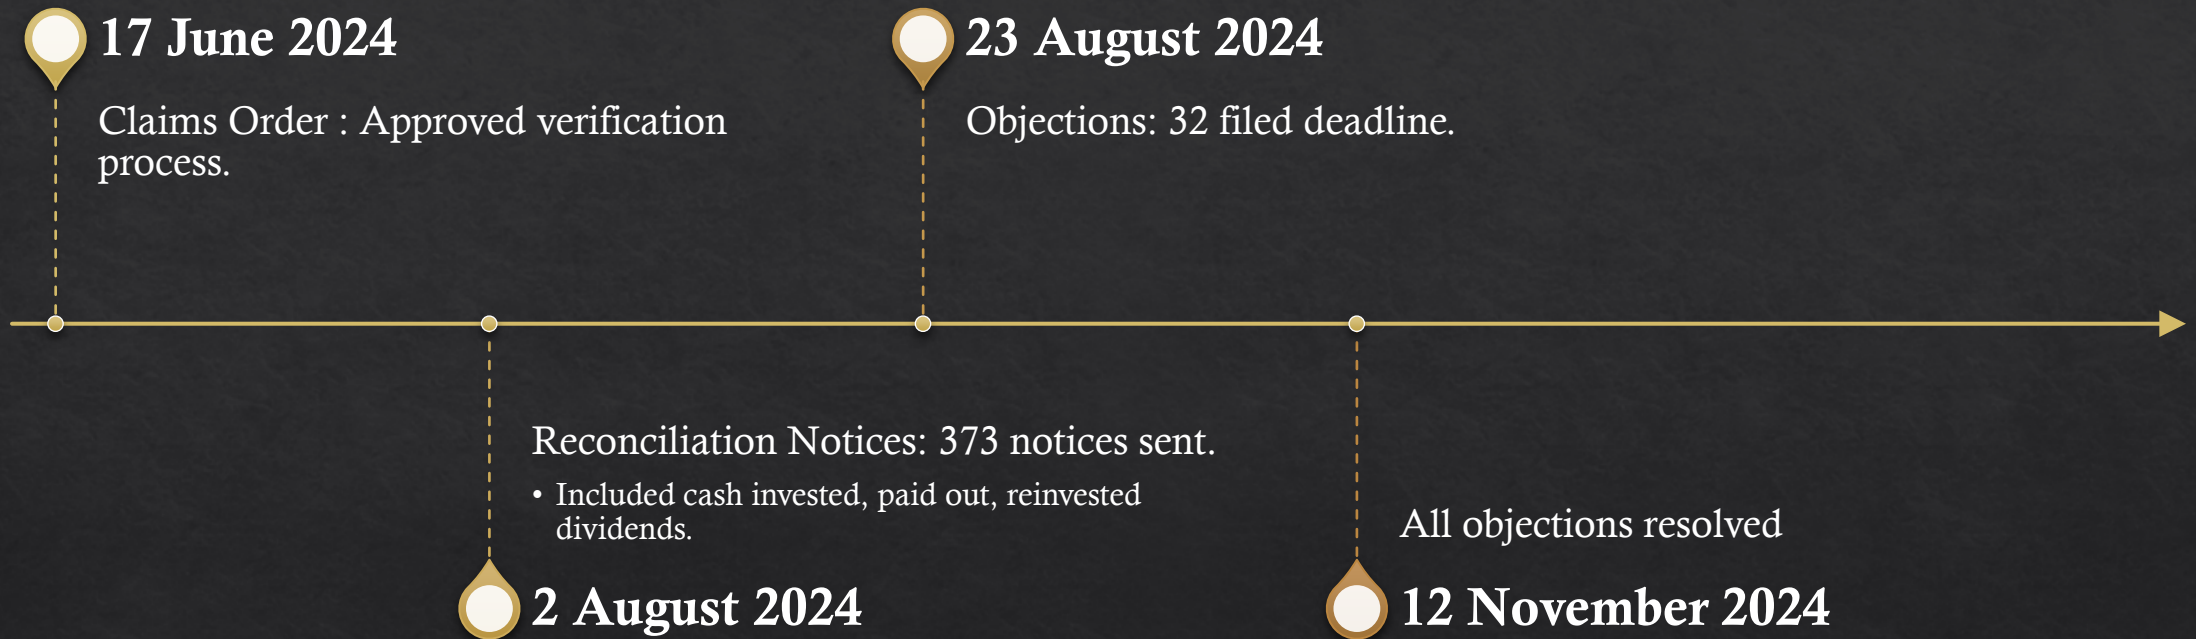 17 June 2024
Claims Order : Approved verification
process.
Reconciliation Notices: 373 notices sent.
• Included cash invested, paid out, reinvested
dividends.
2 August 2024
23 August 2024
Objections: 32 filed deadline.
All objections resolved
12 November 2024